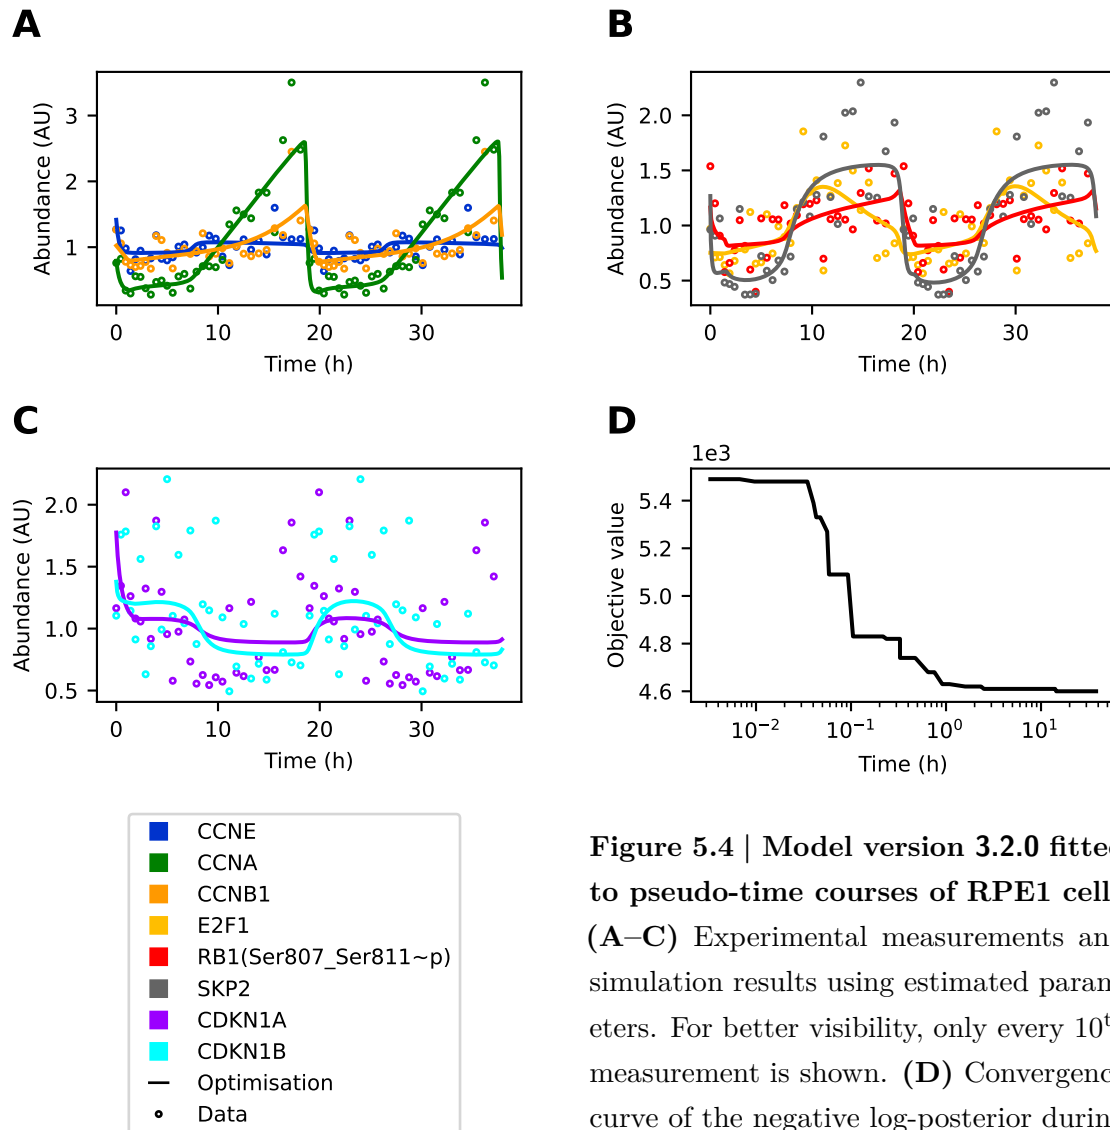 A
Abundance (AU)
3
2
1
0
10
20
30
Time (h)
B
Abundance (AU)
2.0
1.5
1.0
0.5
0
10
20
30
Time (h)
C
Abundance (AU)
2.0
1.5
1.0
0.5
0
10
20
30
Time (h)
D
1e3
Objective value
5.4
5.2
5.0
4.8
4.6
10⁻²
10⁻¹
10⁰
10¹
Time (h)
CCNE
CCNA
CCNB1
E2F1
RB1(Ser807_Ser811~p)
SKP2
CDKN1A
CDKN1B
Optimisation
Data
Figure 5.4 | Model version 3.2.0 fitted
to pseudo-time courses of RPE1 cell
(A–C) Experimental measurements an
simulation results using estimated param
eters. For better visibility, only every 10ᵗ
measurement is shown. (D) Convergenc
curve of the negative log-posterior durin